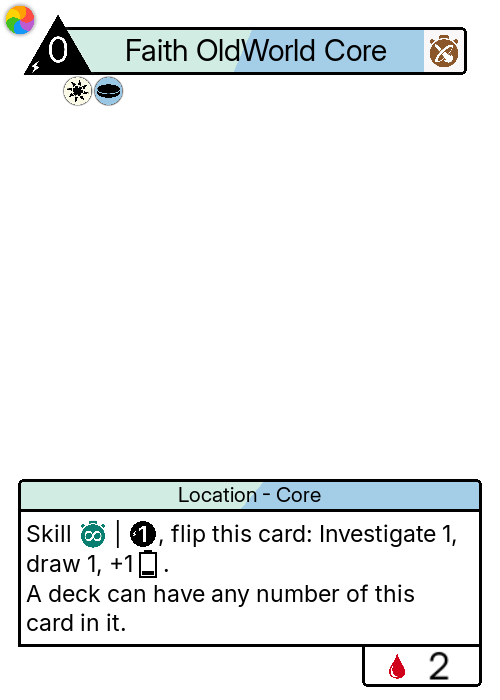 0
Faith OldWorld Core
Location - Core
Skill | 1, flip this card: Investigate 1,
draw 1, +1 .
A deck can have any number of this
card in it.
2